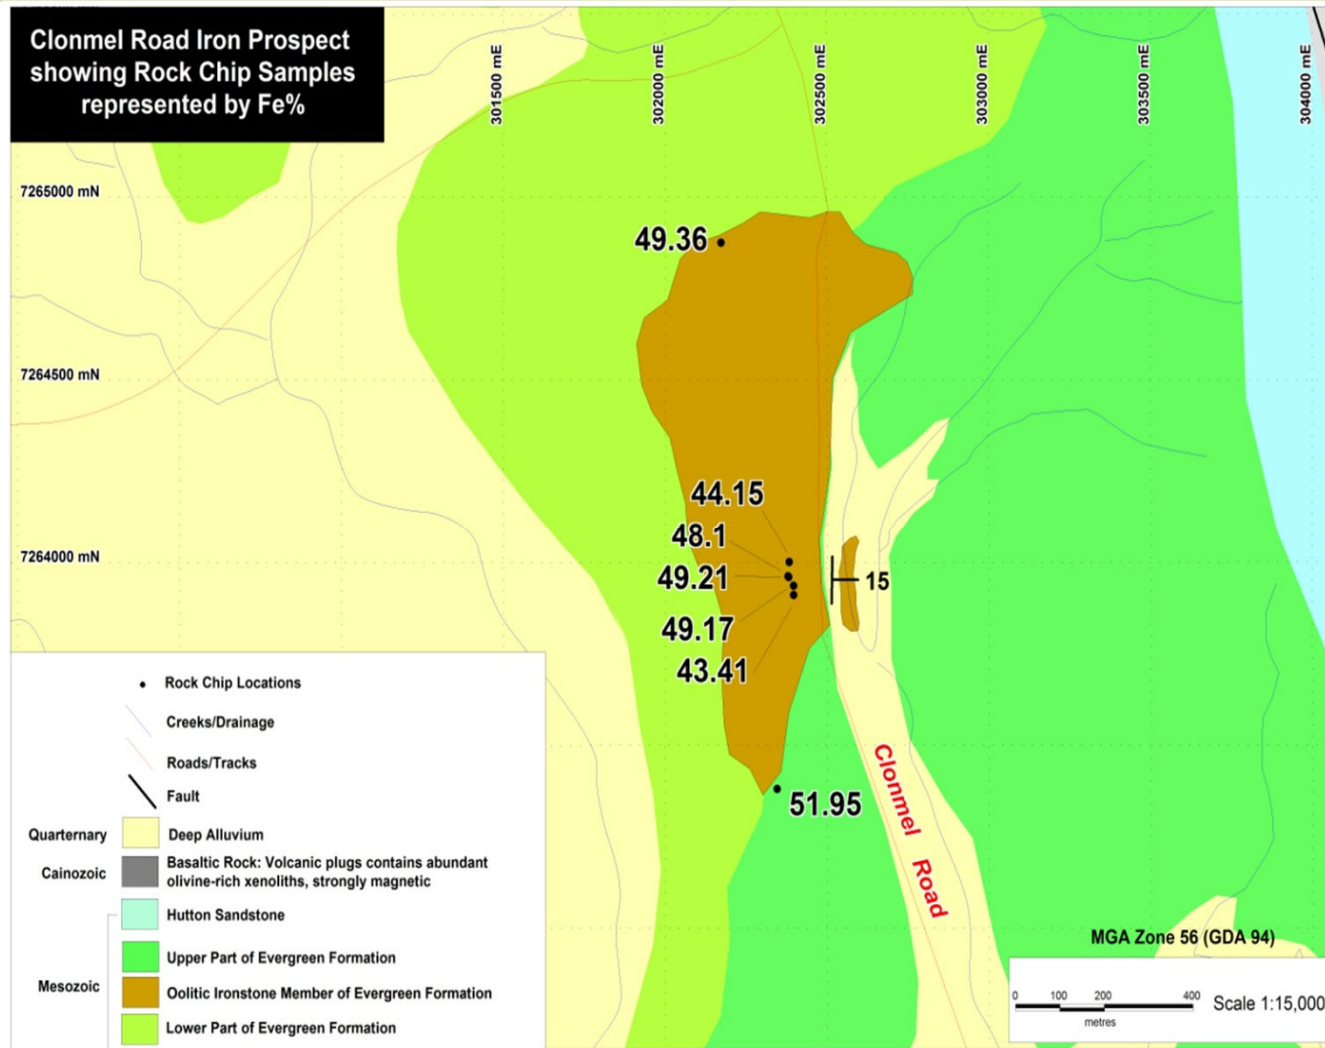 Clonmel Road Iron Prospect
showing Rock Chip Samples
represented by Fe%
301500 mE
302000 mE
302500 mE
303000 mE
303500 mE
304000 mE
7265000 mN
7264500 mN
7264000 mN
49.36
44.15
48.1
49.21
49.17
43.41
15
51.95
Clonmel Road
Rock Chip Locations
Creeks/Drainage
Roads/Tracks
Fault
Quarternary
Deep Alluvium
Cainozoic
Basaltic Rock: Volcanic plugs contains abundant
olivine-rich xenoliths, strongly magnetic
Hutton Sandstone
Upper Part of Evergreen Formation
Mesozoic
Oolitic Ironstone Member of Evergreen Formation
Lower Part of Evergreen Formation
MGA Zone 56 (GDA 94)
0 100 200 400
metres
Scale 1:15,000